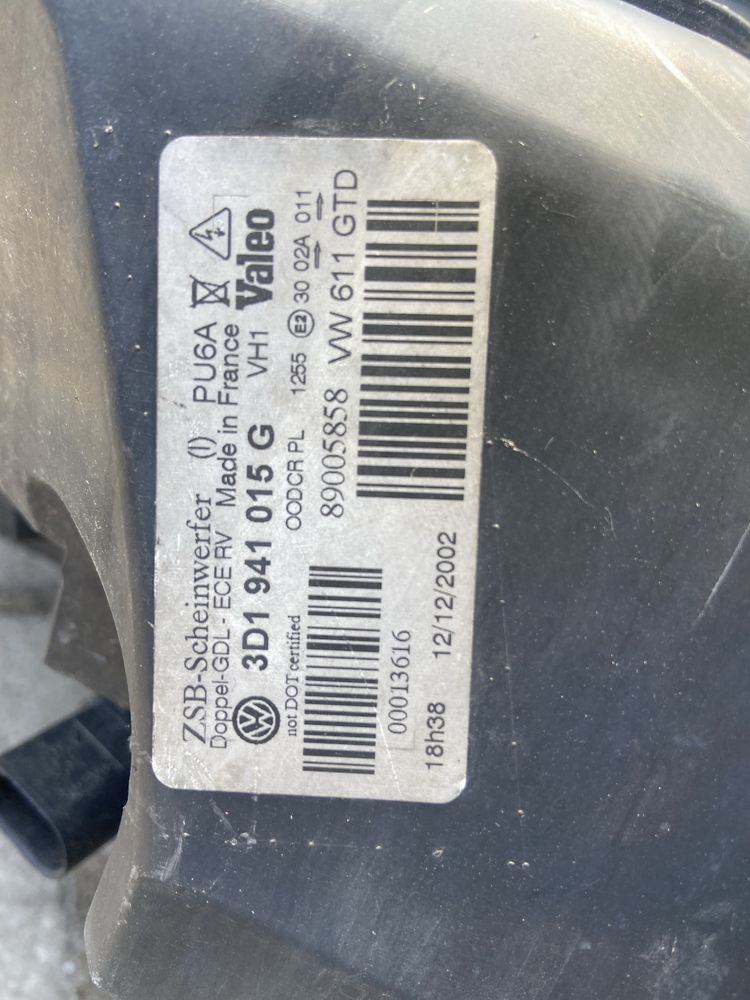 ZSB-Scheinwerfer (l) PU6A
Doppel-GDL - ECE RV Made in France
3D1 941 015 G VH1 Valeo
OODCR PL 1255 E2 30 02A 011
not DOT certified
89005858 VW 611 GTD
00013616
18h38 12/12/2002